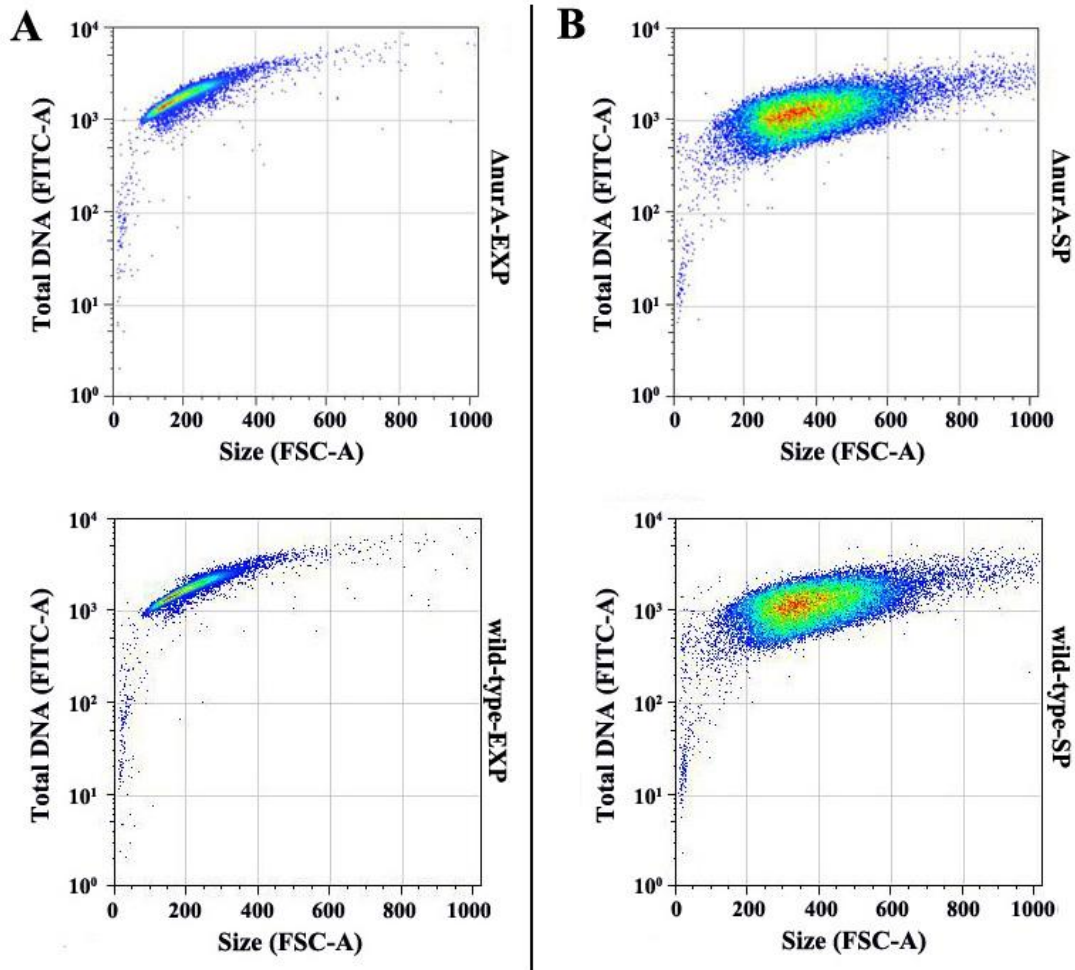 A
B
10⁴
10³
10²
10¹
10⁰
Total DNA (FITC-A)
0 200 400 600 800 1000
Size (FSC-A)
ΔnurA-EXP
10⁴
10³
10²
10¹
10⁰
Total DNA (FITC-A)
0 200 400 600 800 1000
Size (FSC-A)
ΔnurA-SP
10⁴
10³
10²
10¹
10⁰
Total DNA (FITC-A)
0 200 400 600 800 1000
Size (FSC-A)
wild-type-EXP
10⁴
10³
10²
10¹
10⁰
Total DNA (FITC-A)
0 200 400 600 800 1000
Size (FSC-A)
wild-type-SP